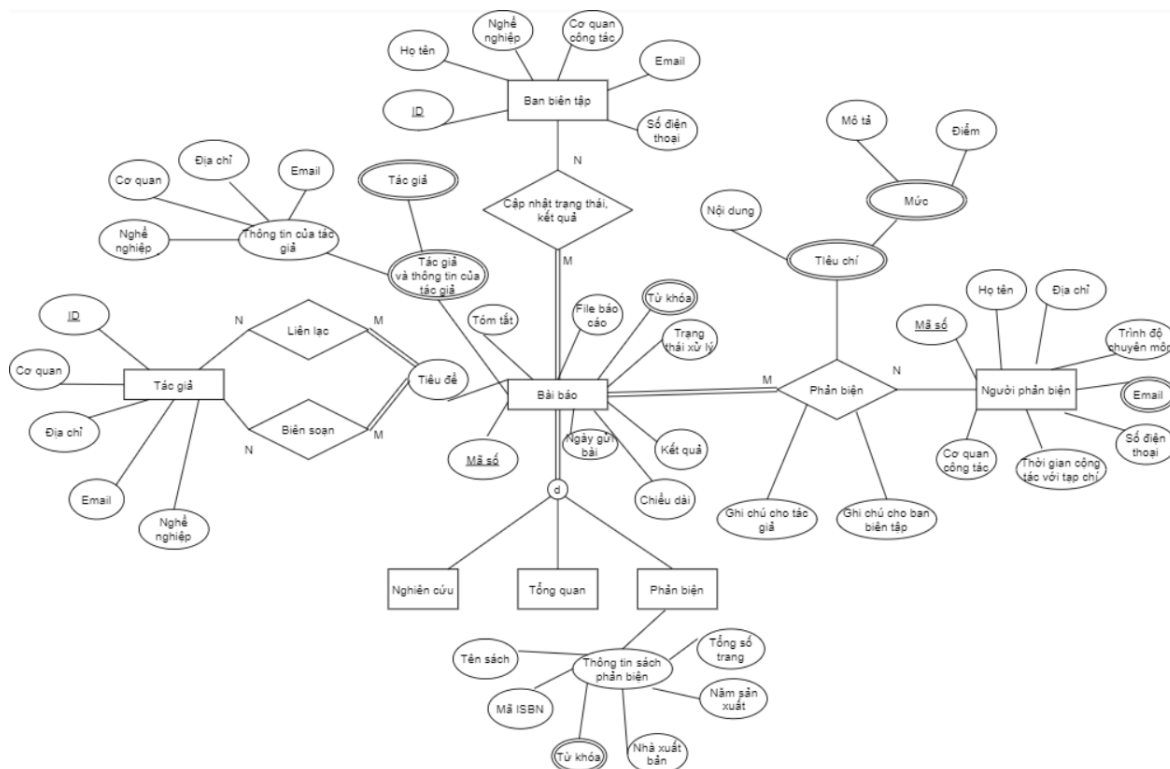 Nghề
nghiệp
Cơ quan
công tác
Họ tên
Email
Ban biên tập
ID
Số điện
thoại
N
Mô tả
Điểm
Địa chỉ
Email
Cơ quan
Tác giả
Cập nhật trạng thái,
kết quả
Nội dung
Mức
Nghề
nghiệp
Thông tin của tác
giả
Tác giả
và thông tin của
tác giả
M
TIêu chí
ID
N
Liên lạc
M
Tóm tắt
File báo
cáo
Từ khóa
Trạng
thái xử lý
Họ tên
Địa chỉ
Mã số
Trình độ
chuyên môn
Cơ quan
Tác giả
Tiêu đề
Bài báo
M
Phản biện
N
Người phản biện
Email
Địa chỉ
N
Biên soạn
M
Mã số
Ngày gửi
bài
Kết quả
Cơ quan
công tác
Thời gian công
tác với tạp chí
Số điện
thoại
Email
Nghề
nghiệp
d
Chiều dài
Ghi chú cho tác
giả
Ghi chú cho ban
biên tập
Nghiên cứu
Tổng quan
Phản biện
Tên sách
Thông tin sách
phản biện
Tổng số
trang
Mã ISBN
Năm sản
xuất
Từ khóa
Nhà xuất
bản